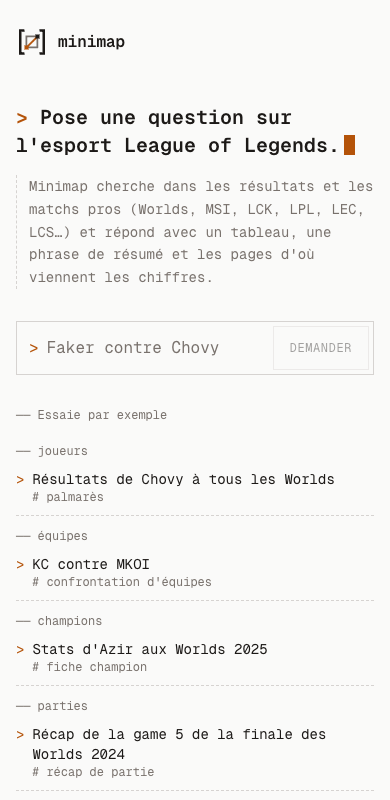 minimap
> Pose une question sur
l'esport League of Legends.
Minimap cherche dans les résultats et les
matchs pros (Worlds, MSI, LCK, LPL, LEC,
LCS…) et répond avec un tableau, une
phrase de résumé et les pages d'où
viennent les chiffres.
> Faker contre Chovy DEMANDER
── Essaie par exemple
── joueurs
> Résultats de Chovy à tous les Worlds
# palmarès
── équipes
> KC contre MKOI
# confrontation d'équipes
── champions
> Stats d'Azir aux Worlds 2025
# fiche champion
── parties
> Récap de la game 5 de la finale des
Worlds 2024
# récap de partie